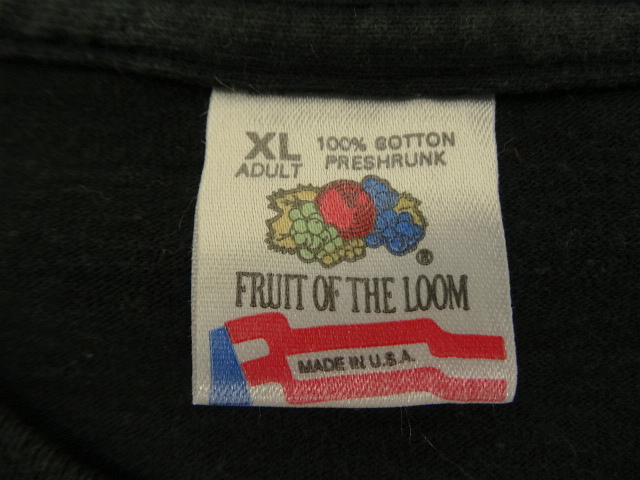 XL 100% COTTON
ADULT PRESHRUNK
®
FRUIT OF THE LOOM
MADE IN U.S.A.